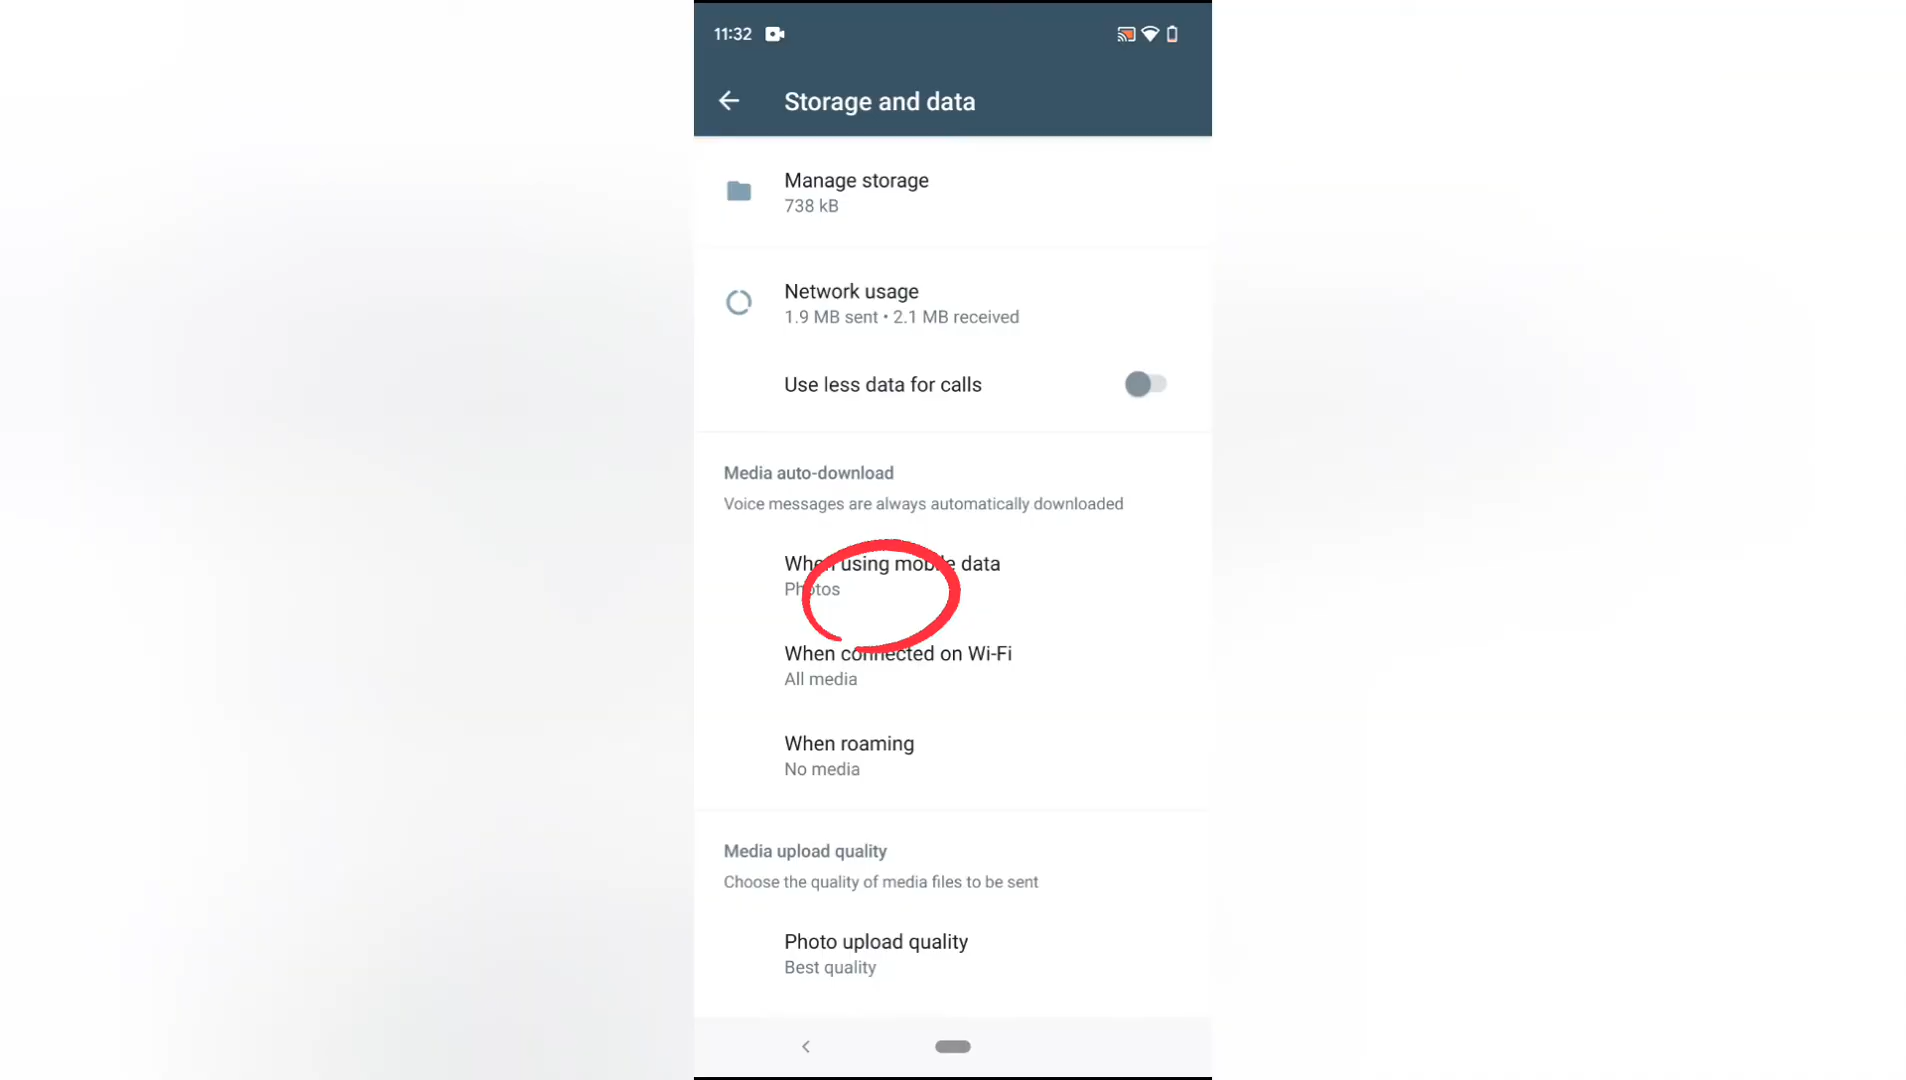 11:32
Storage and data
Manage storage
738 kB
Network usage
1.9 MB sent • 2.1 MB received
Use less data for calls
Media auto-download
Voice messages are always automatically downloaded
When using mobile data
Photos
When connected on Wi-Fi
All media
When roaming
No media
Media upload quality
Choose the quality of media files to be sent
Photo upload quality
Best quality